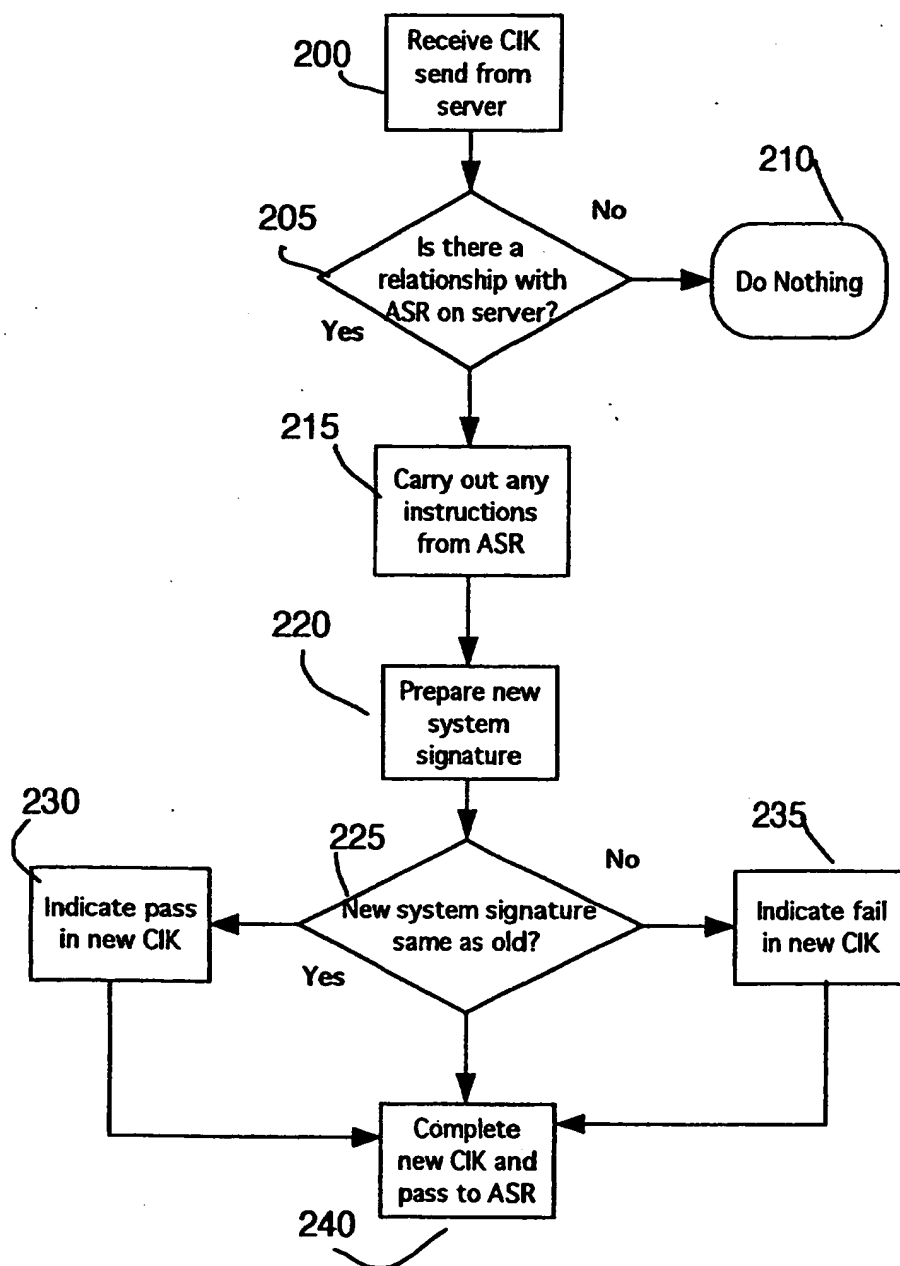 200
Receive CIK
send from
server
210
205
No
Is there a
relationship with
ASR on server?
Do Nothing
Yes
215
Carry out any
instructions
from ASR
220
Prepare new
system
signature
230
225
235
No
Indicate pass
in new CIK
New system signature
same as old?
Indicate fail
in new CIK
Yes
Complete
new CIK and
pass to ASR
240